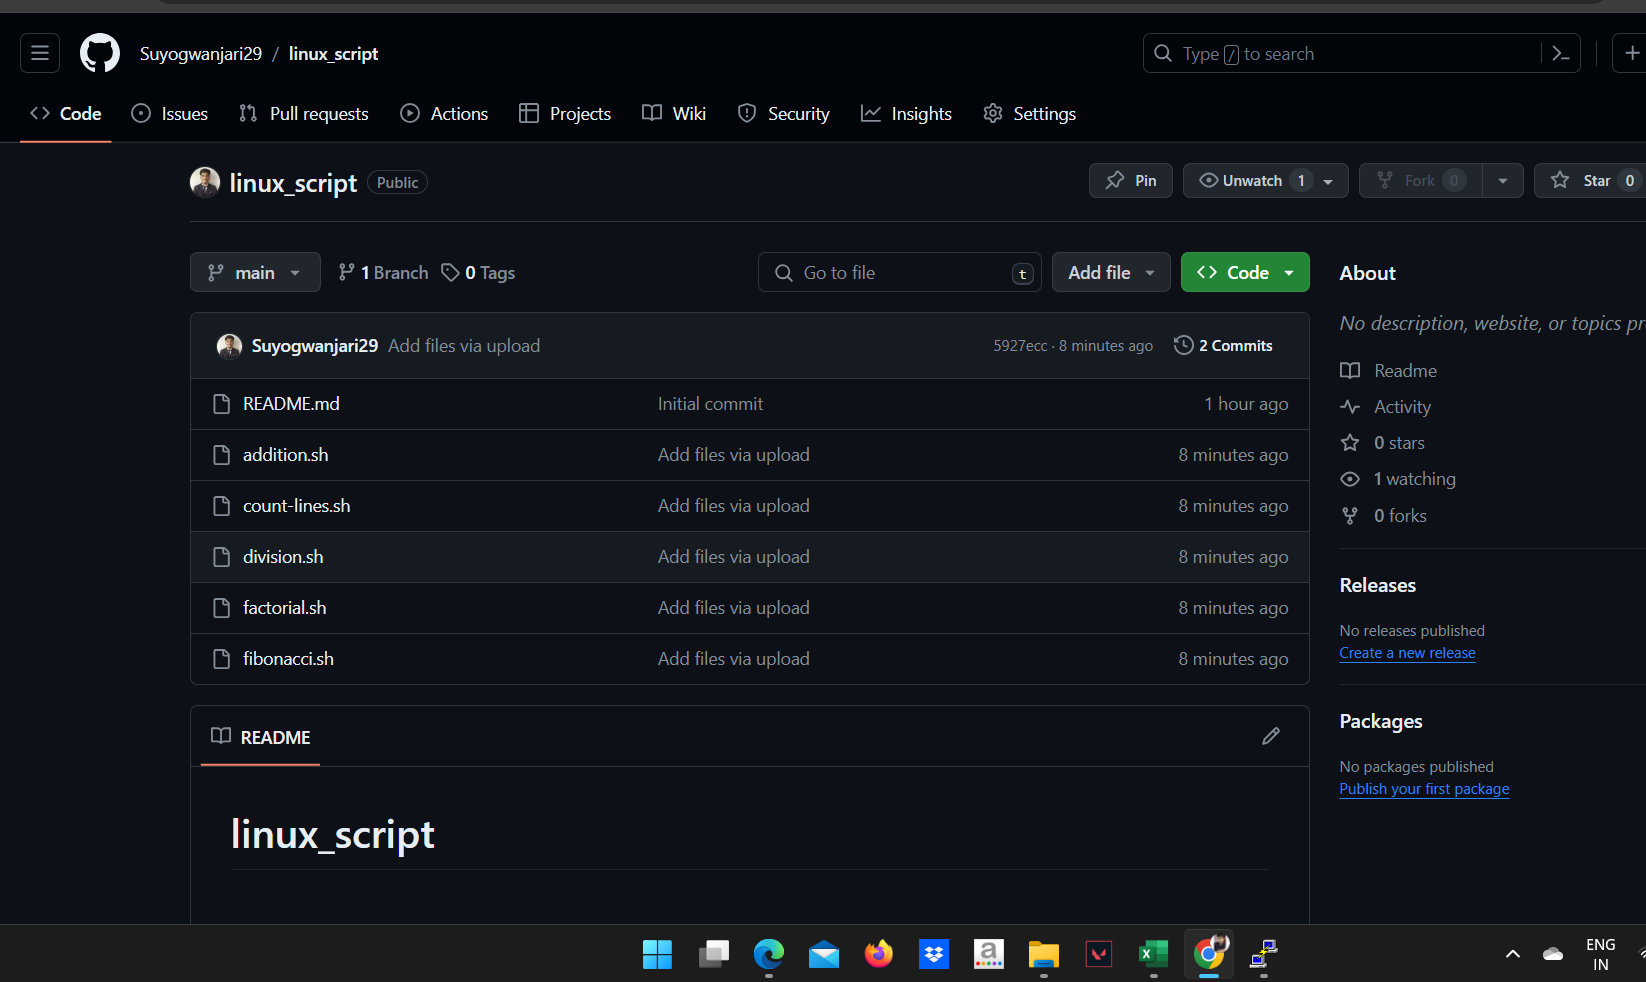 Suyogwanjari29 / linux_script
Type / to search
Code Issues Pull requests Actions Projects Wiki Security Insights Settings
linux_script Public
Pin Unwatch 1 Fork 0 Star 0
main 1 Branch 0 Tags
Go to file t Add file Code
Suyogwanjari29 Add files via upload 5927ecc · 8 minutes ago 2 Commits
README.md Initial commit 1 hour ago
addition.sh Add files via upload 8 minutes ago
count-lines.sh Add files via upload 8 minutes ago
division.sh Add files via upload 8 minutes ago
factorial.sh Add files via upload 8 minutes ago
fibonacci.sh Add files via upload 8 minutes ago
README
linux_script
About
No description, website, or topics
Readme
Activity
0 stars
1 watching
0 forks
Releases
No releases published
Create a new release
Packages
No packages published
Publish your first package
ENG
IN